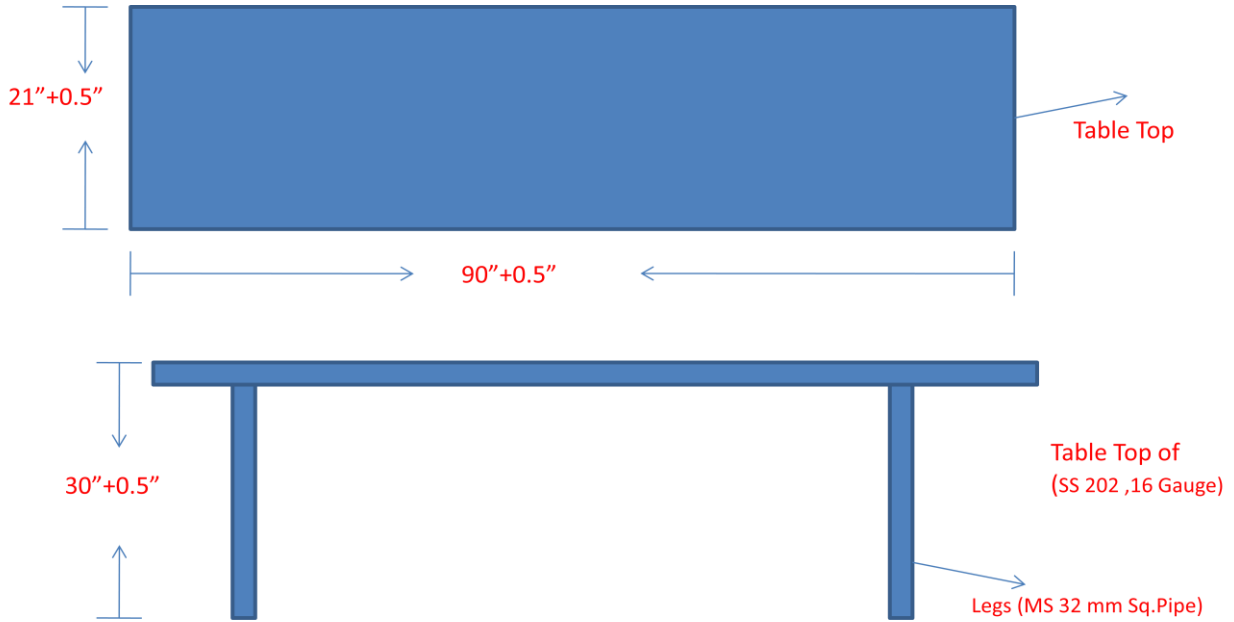 21”+0.5”
Table Top
90”+0.5”
30”+0.5”
Table Top of
(SS 202 ,16 Gauge)
Legs (MS 32 mm Sq.Pipe)